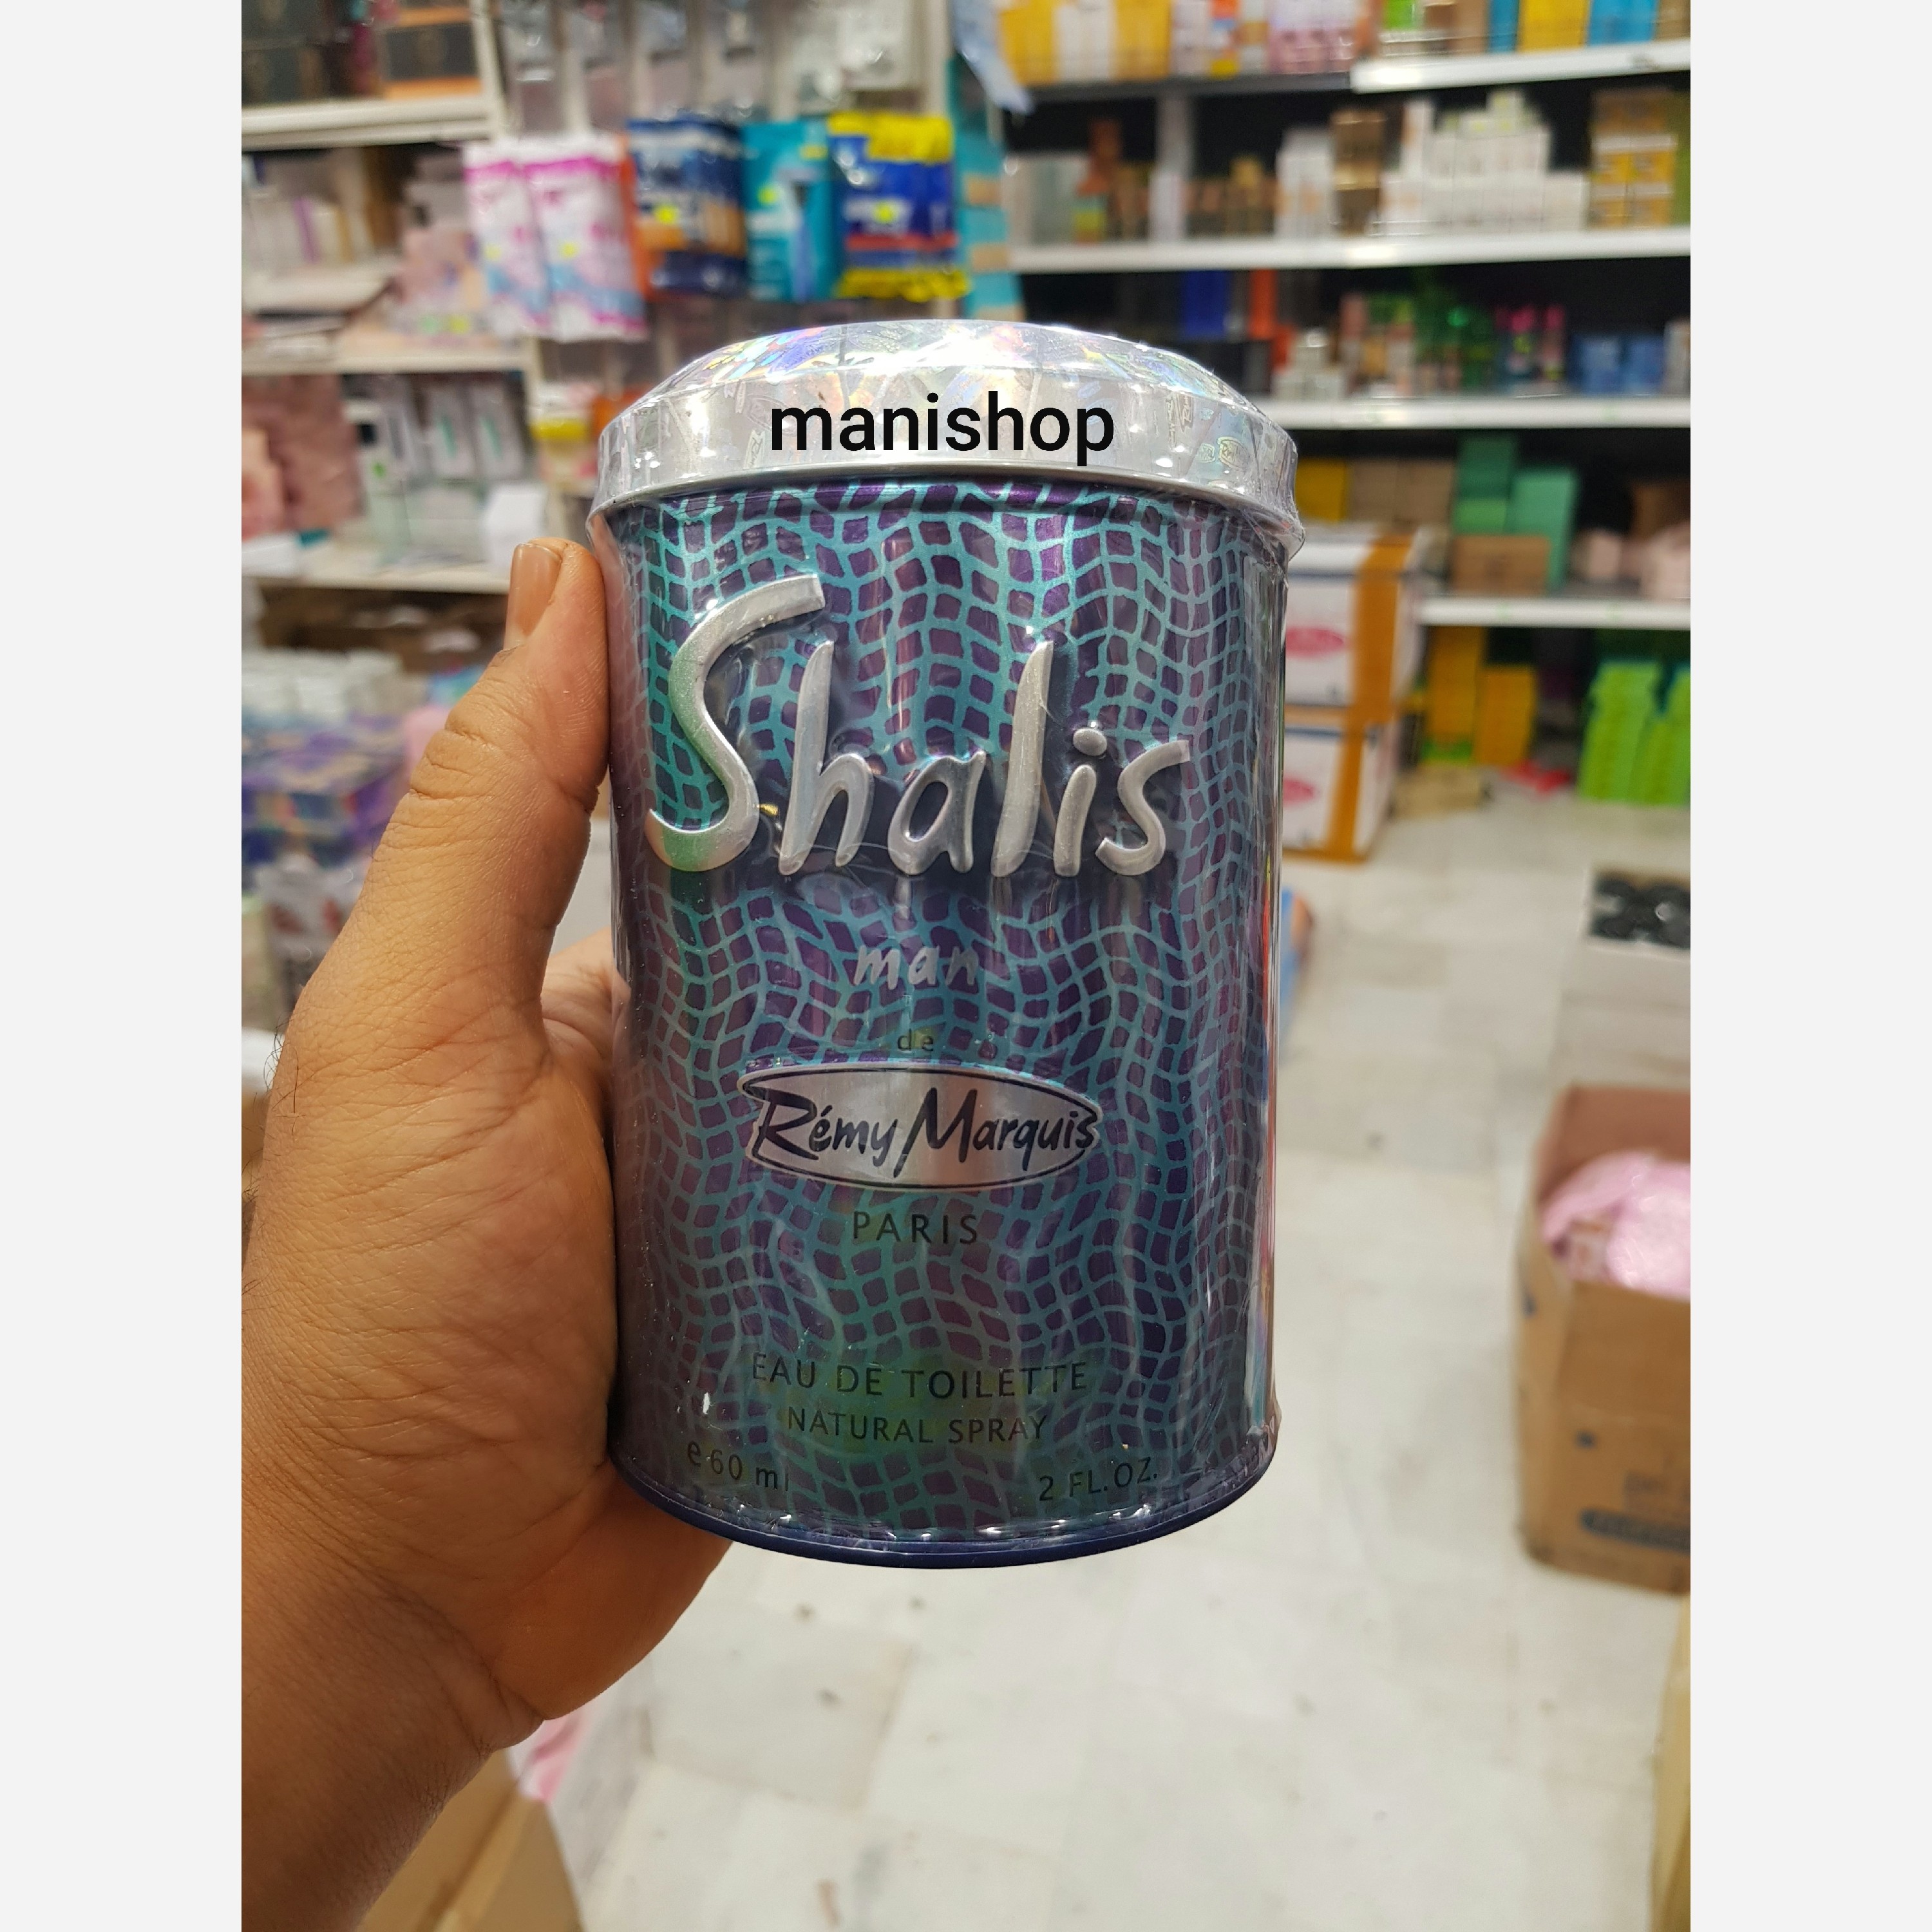 manishop
Shalis
man
de
Rémy Marquis
PARIS
EAU DE TOILETTE
NATURAL SPRAY
e 60 ml 2 FL.OZ.